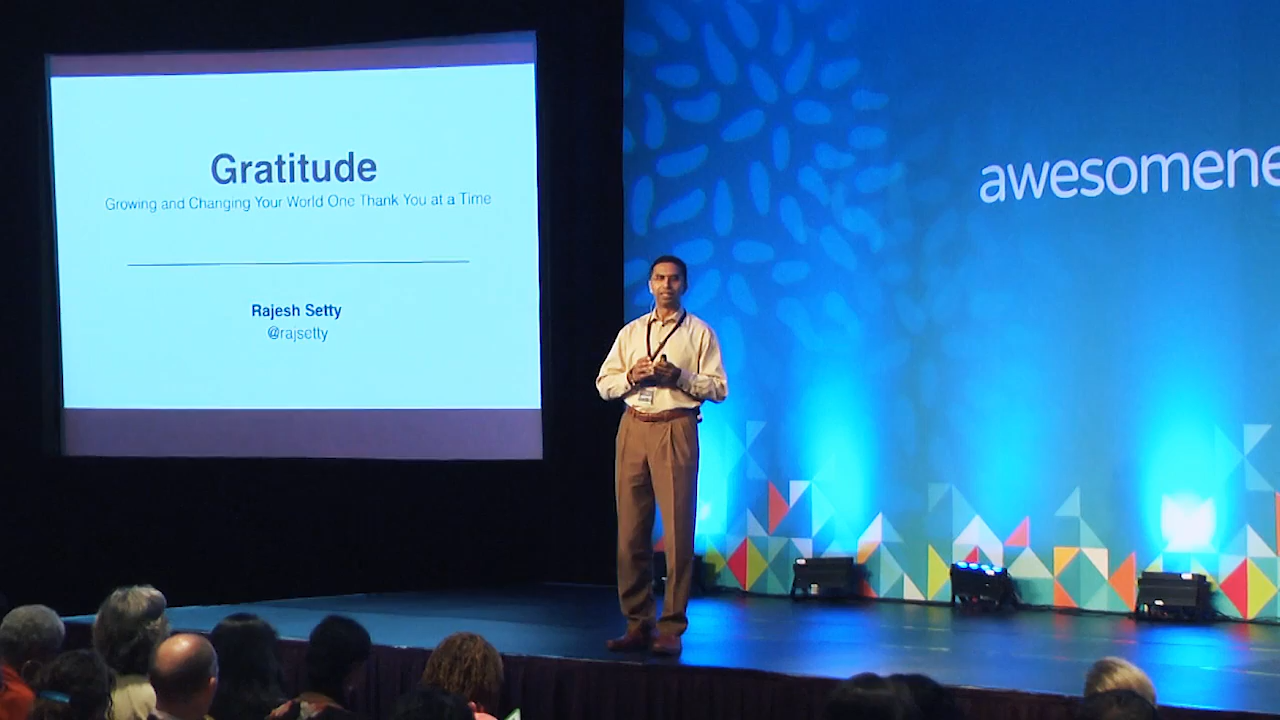 Gratitude
Growing and Changing Your World One Thank You at a Time
Rajesh Setty
@rajsetty
awesomene